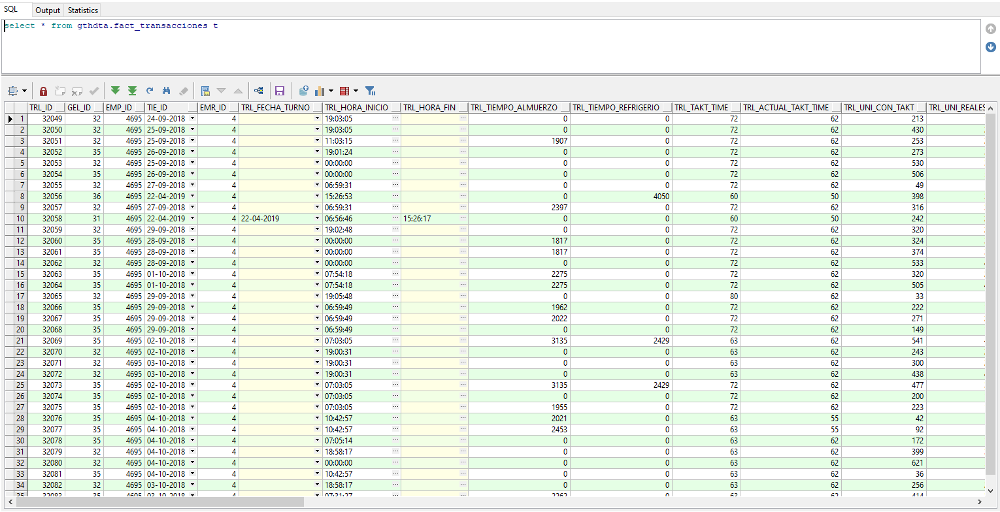 SQL Output Statistics
select * from gthdta.fact_transacciones t
TRL_ID GEL_ID EMP_ID TIE_ID EMR_ID TRL_FECHA_TURNO TRL_HORA_INICIO TRL_HORA_FIN TRL_TIEMPO_ALMUERZO TRL_TIEMPO_REFRIGERIO TRL_TAKT_TIME TRL_ACTUAL_TAKT_TIME TRL_UNI_CON_TAKT TRL_UNI_REALES
1 32049 32 4695 24-09-2018 4 19:03:05 0 0 72 62 213
2 32050 32 4695 25-09-2018 4 19:03:05 0 0 72 62 430
3 32051 32 4695 25-09-2018 4 11:03:15 1907 0 72 62 253
4 32052 35 4695 26-09-2018 4 19:01:24 0 0 72 62 273
5 32053 32 4695 25-09-2018 4 00:00:00 0 0 72 62 530
6 32054 35 4695 26-09-2018 4 00:00:00 0 0 72 62 506
7 32055 32 4695 27-09-2018 4 06:59:31 0 0 72 62 49
8 32056 36 4695 22-04-2019 4 15:26:53 0 4050 60 50 398
9 32057 32 4695 27-09-2018 4 06:59:31 2397 0 72 62 316
10 32058 31 4695 22-04-2019 4 22-04-2019 06:56:46 15:26:17 0 0 60 50 242
11 32059 32 4695 29-09-2018 4 19:02:48 0 0 72 62 320
12 32060 35 4695 28-09-2018 4 00:00:00 1817 0 72 62 324
13 32061 35 4695 28-09-2018 4 00:00:00 1817 0 72 62 374
14 32062 32 4695 28-09-2018 4 00:00:00 0 0 72 62 533
15 32063 35 4695 01-10-2018 4 07:54:18 2275 0 72 62 320
16 32064 35 4695 01-10-2018 4 07:54:18 2275 0 72 62 505
17 32065 32 4695 29-09-2018 4 19:05:48 0 0 80 62 33
18 32066 35 4695 29-09-2018 4 06:59:49 1962 0 72 62 222
19 32067 35 4695 29-09-2018 4 06:59:49 2022 0 72 62 271
20 32068 35 4695 29-09-2018 4 06:59:49 0 0 72 62 149
21 32069 35 4695 02-10-2018 4 07:03:05 3135 2429 63 62 541
22 32070 32 4695 02-10-2018 4 19:00:31 0 0 63 62 243
23 32071 32 4695 03-10-2018 4 19:00:31 0 0 63 62 300
24 32072 32 4695 03-10-2018 4 19:00:31 0 0 63 62 438
25 32073 35 4695 02-10-2018 4 07:03:05 3135 2429 72 62 477
26 32074 35 4695 02-10-2018 4 07:03:05 0 0 72 62 200
27 32075 35 4695 02-10-2018 4 07:03:05 1955 0 72 62 223
28 32076 35 4695 04-10-2018 4 10:42:57 2021 0 63 55 42
29 32077 35 4695 04-10-2018 4 10:42:57 2453 0 63 55 92
30 32078 35 4695 04-10-2018 4 07:05:14 0 0 63 62 172
31 32079 32 4695 04-10-2018 4 18:58:17 0 0 63 62 399
32 32080 32 4695 04-10-2018 4 00:00:00 0 0 63 62 621
33 32081 35 4695 04-10-2018 4 10:42:57 0 0 63 62 36
34 32082 32 4695 03-10-2018 4 18:58:17 0 0 63 62 256
35 32083 35 4695 03-10-2018 4 07:31:27 2262 0 63 62 414